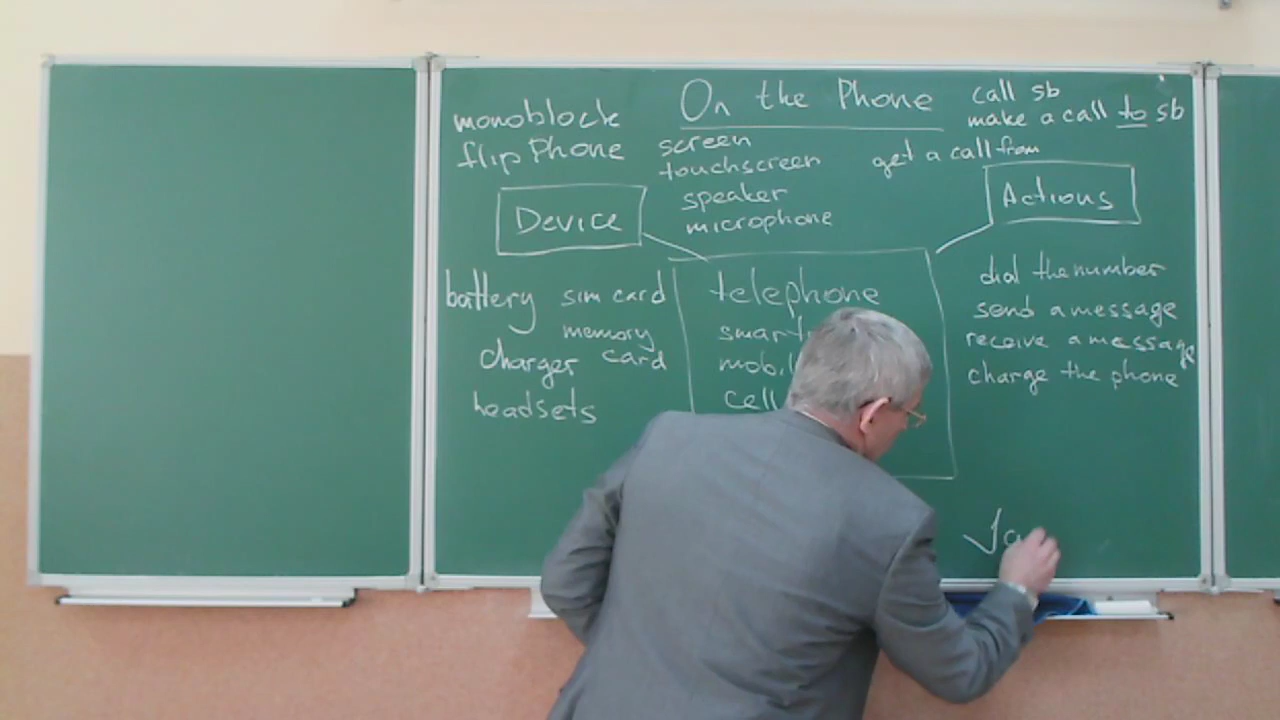 On the Phone
monoblock
flip Phone
screen
touchscreen
speaker
microphone
call sb
make a call to sb
get a call from
Device
Actions
battery sim card
memory
charger card
headsets
telephone
cell
dial the number
send a message
receive a message
charge the phone